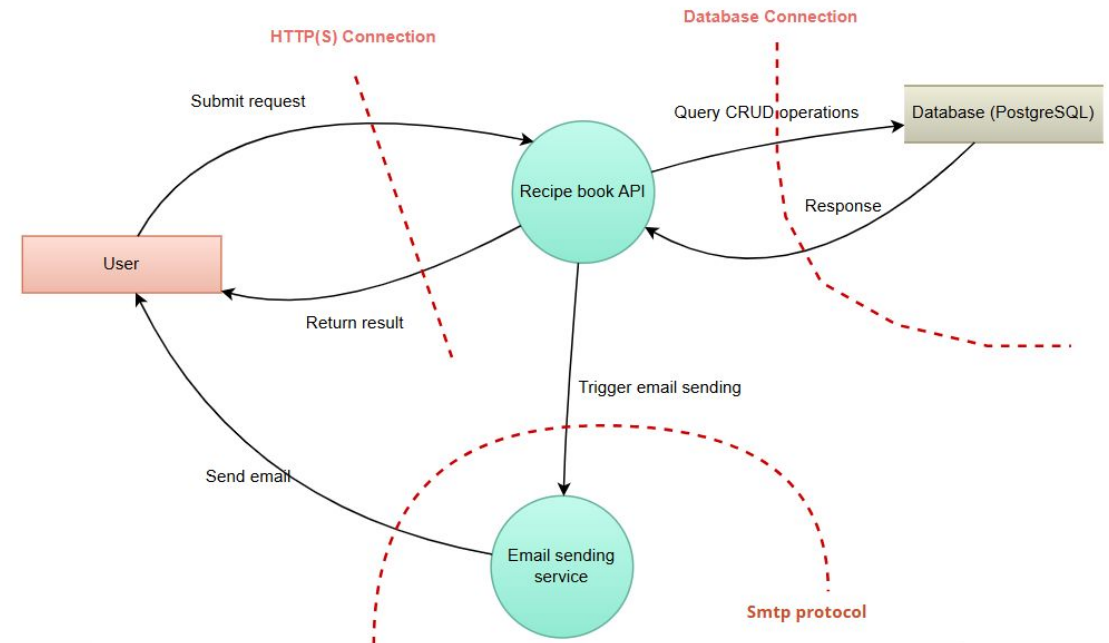 Database Connection
HTTP(S) Connection
Submit request
Query CRUD operations
Database (PostgreSQL)
Recipe book API
Response
User
Return result
Trigger email sending
Send email
Email sending
service
Smtp protocol